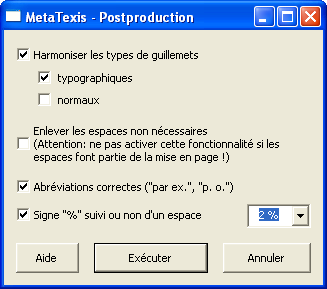 MetaTexis - Postproduction
Harmoniser les types de guillemets
typographiques
normaux
Enlever les espaces non nécessaires
(Attention: ne pas activer cette fonctionnalité si les
espaces font partie de la mise en page !)
Abréviations correctes ("par ex.", "p. o.")
Signe "%" suivi ou non d'un espace
2 %
Aide
Exécuter
Annuler